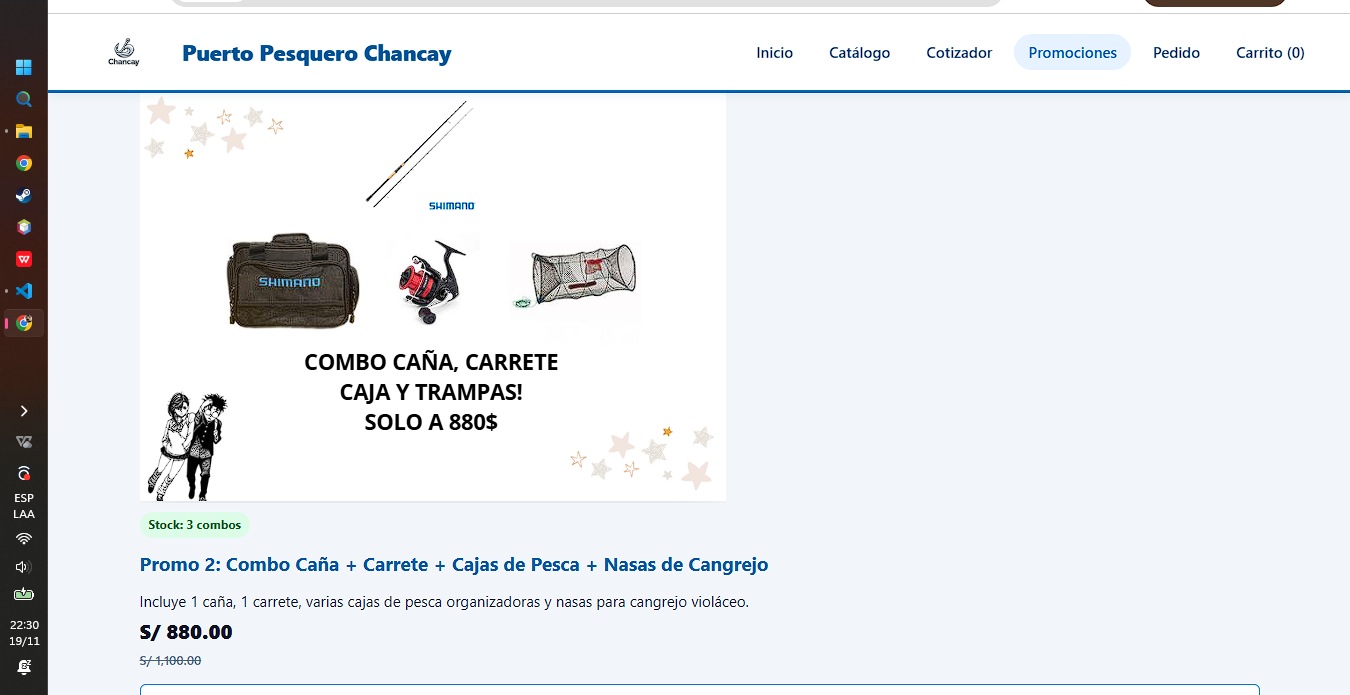 Chancay
Puerto Pesquero Chancay
Inicio
Catálogo
Cotizador
Promociones
Pedido
Carrito (0)
SHIMANO
SHIMANO
COMBO CAÑA, CARRETE
CAJA Y TRAMPAS!
SOLO A 880$
Stock: 3 combos
Promo 2: Combo Caña + Carrete + Cajas de Pesca + Nasas de Cangrejo
Incluye 1 caña, 1 carrete, varias cajas de pesca organizadoras y nasas para cangrejo violáceo.
S/ 880.00
S/ 1,100.00
ESP
LAA
22:30
19/11